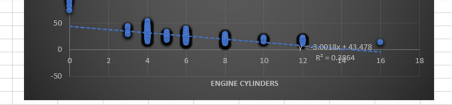 50
0
-50
0 2 4 6 8 10 12 14 16 18
y = -3.0018x + 43.478
R² = 0.3864
ENGINE CYLINDERS